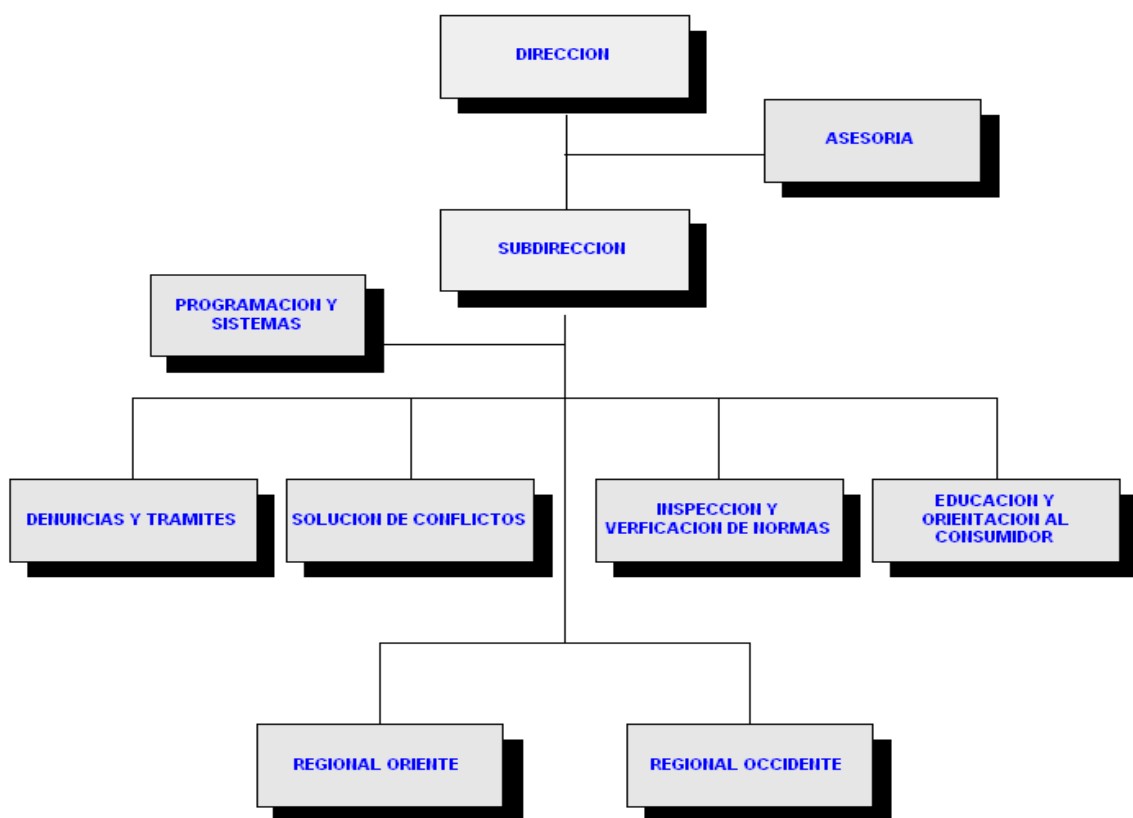 DIRECCION
ASESORIA
SUBDIRECCION
PROGRAMACION Y
SISTEMAS
DENUNCIAS Y TRAMITES
SOLUCION DE CONFLICTOS
INSPECCION Y
VERFICACION DE NORMAS
EDUCACION Y
ORIENTACION AL
CONSUMIDOR
REGIONAL ORIENTE
REGIONAL OCCIDENTE